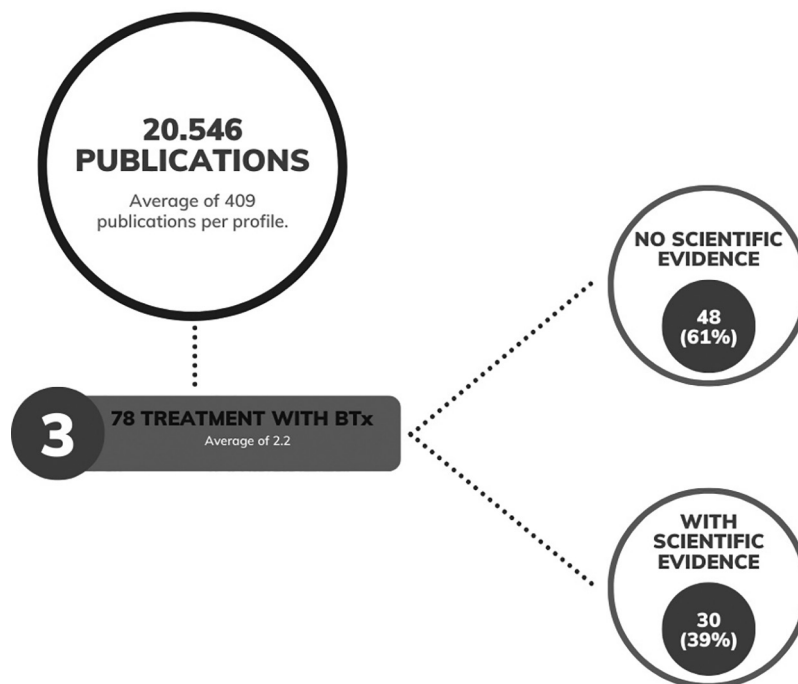 20.546
PUBLICATIONS
Average of 409
publications per profile.
NO SCIENTIFIC
EVIDENCE
48
(61%)
3
78 TREATMENT WITH BTx
Average of 2.2
WITH
SCIENTIFIC
EVIDENCE
30
(39%)